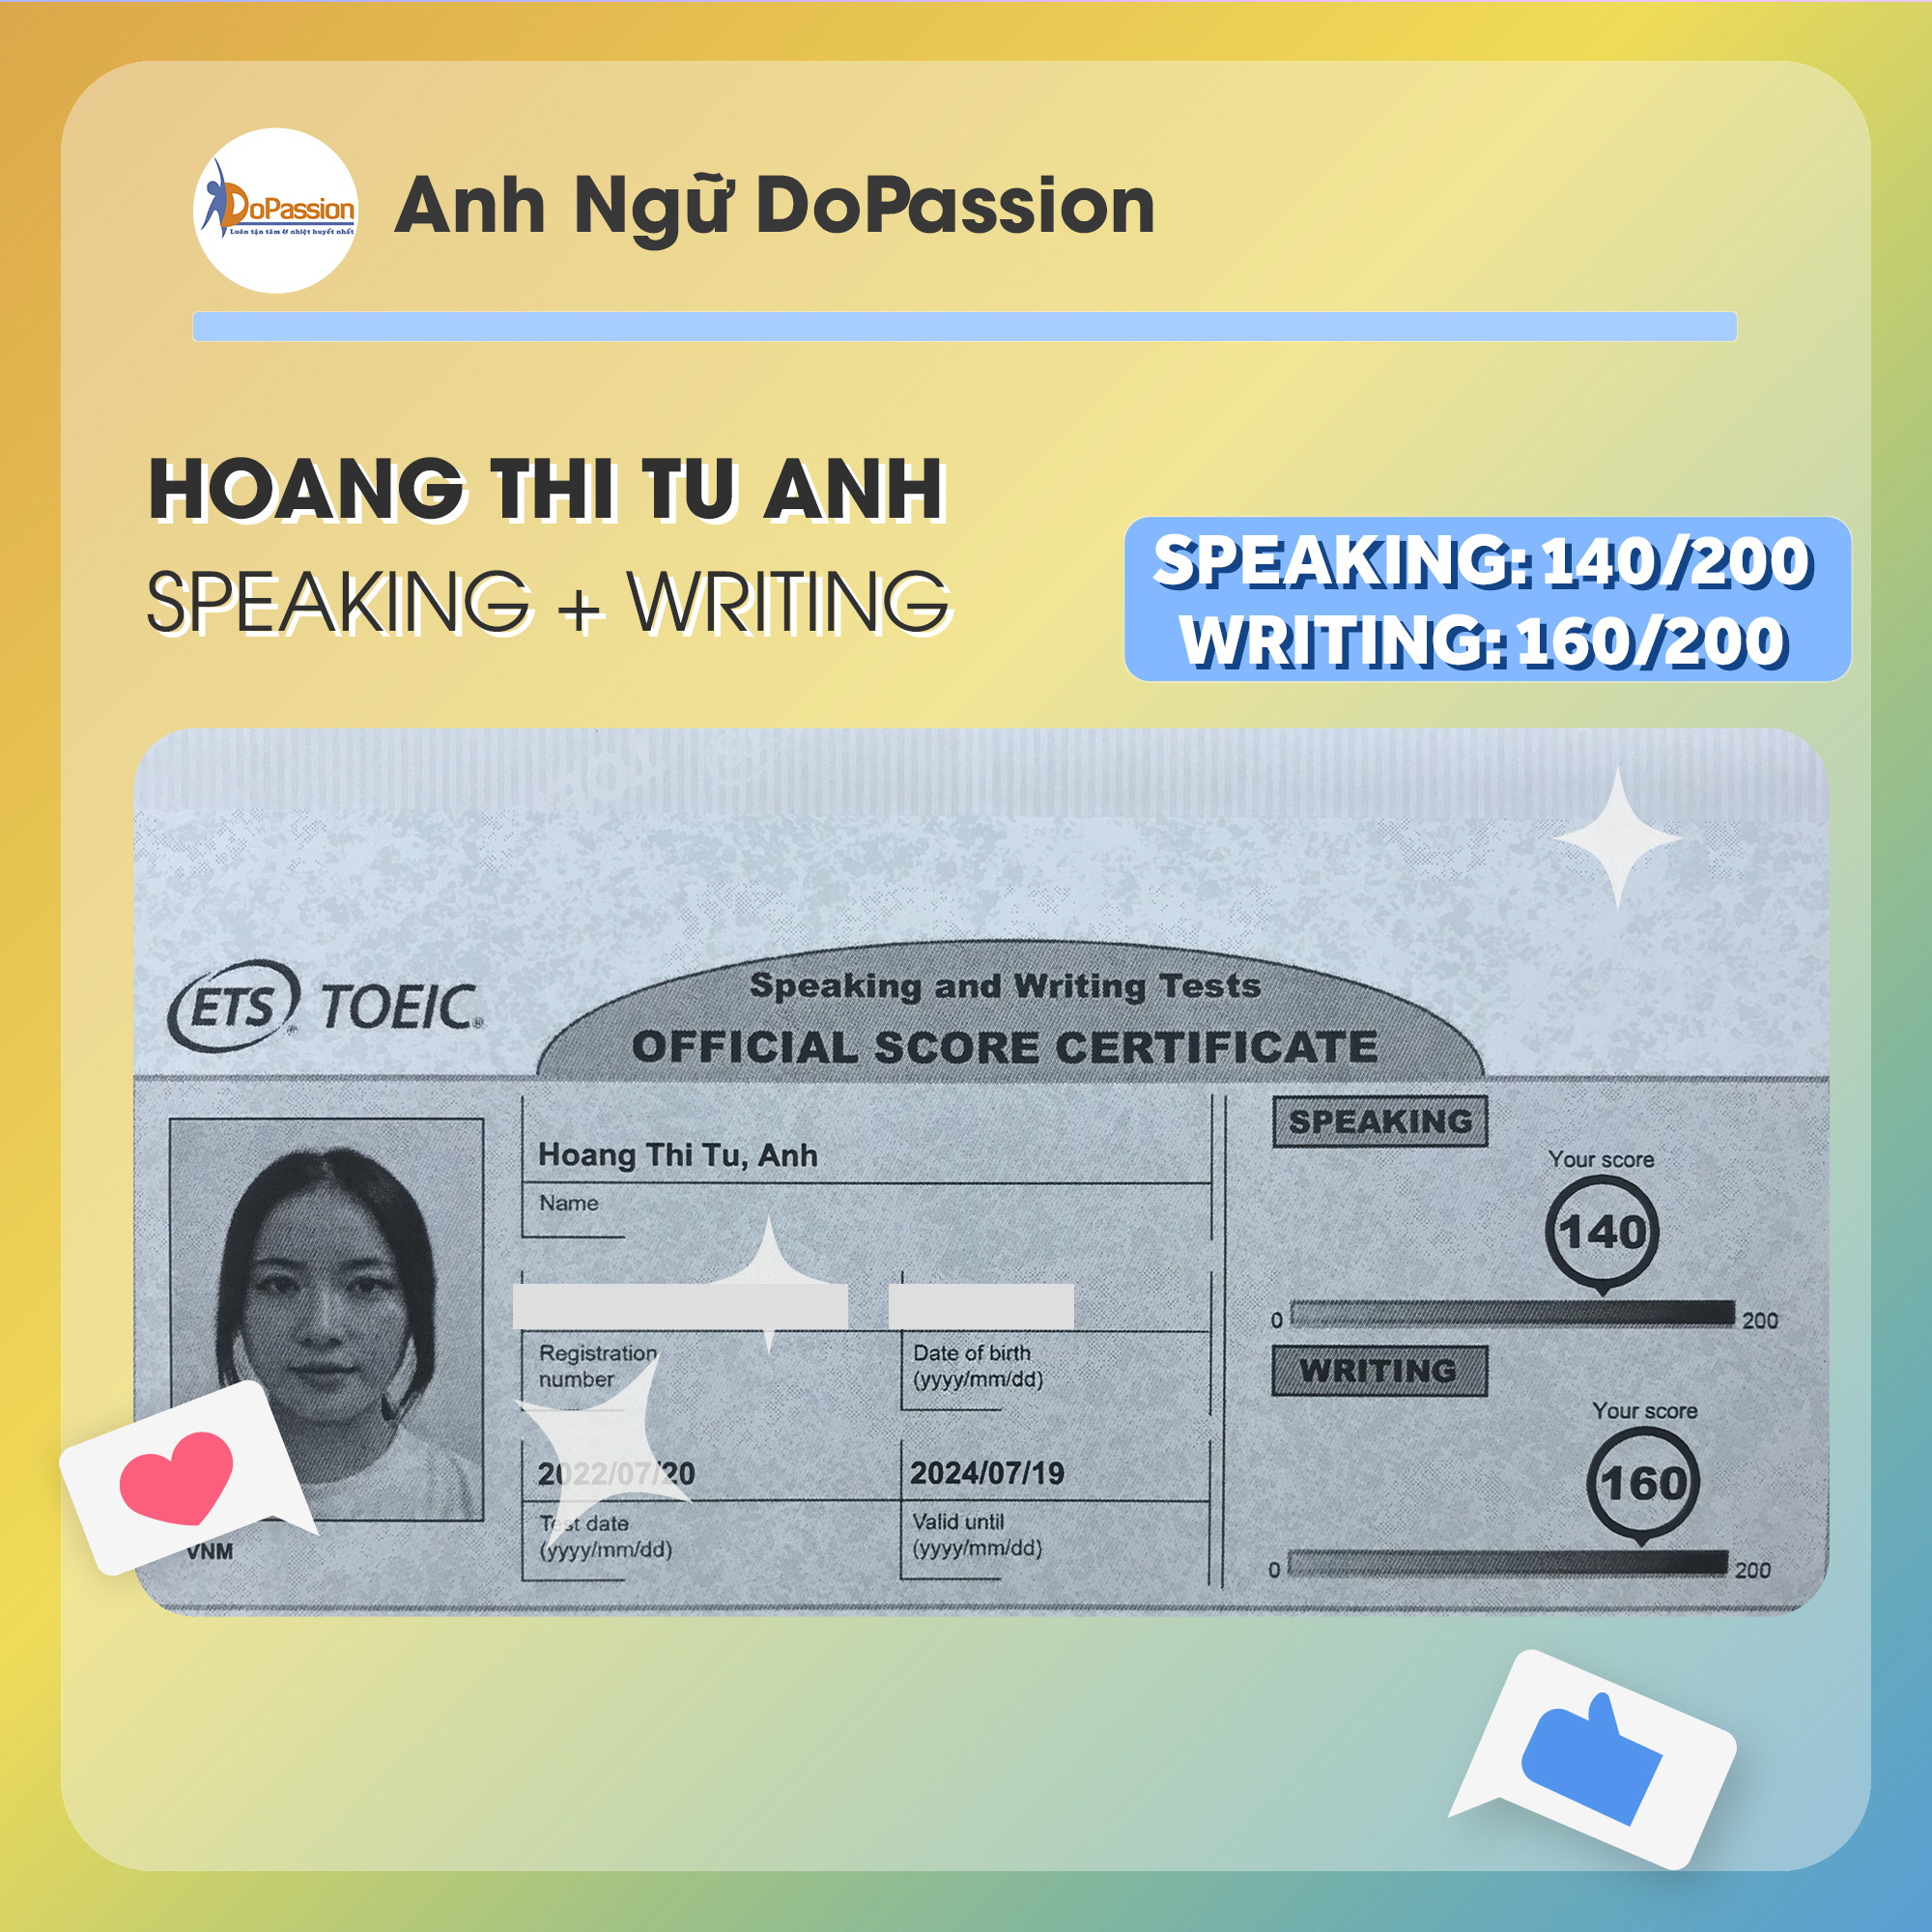 DoPassion
Luôn tận tâm & nhiệt huyết nhất
Anh Ngữ DoPassion
HOANG THI TU ANH
SPEAKING + WRITING
SPEAKING: 140/200
WRITING: 160/200
ETS® TOEIC®
Speaking and Writing Tests
OFFICIAL SCORE CERTIFICATE
Hoang Thi Tu, Anh
Name
Registration
number
Date of birth
(yyyy/mm/dd)
2022/07/20
Test date
(yyyy/mm/dd)
2024/07/19
Valid until
(yyyy/mm/dd)
VNM
SPEAKING
Your score
140
0 200
WRITING
Your score
160
0 200